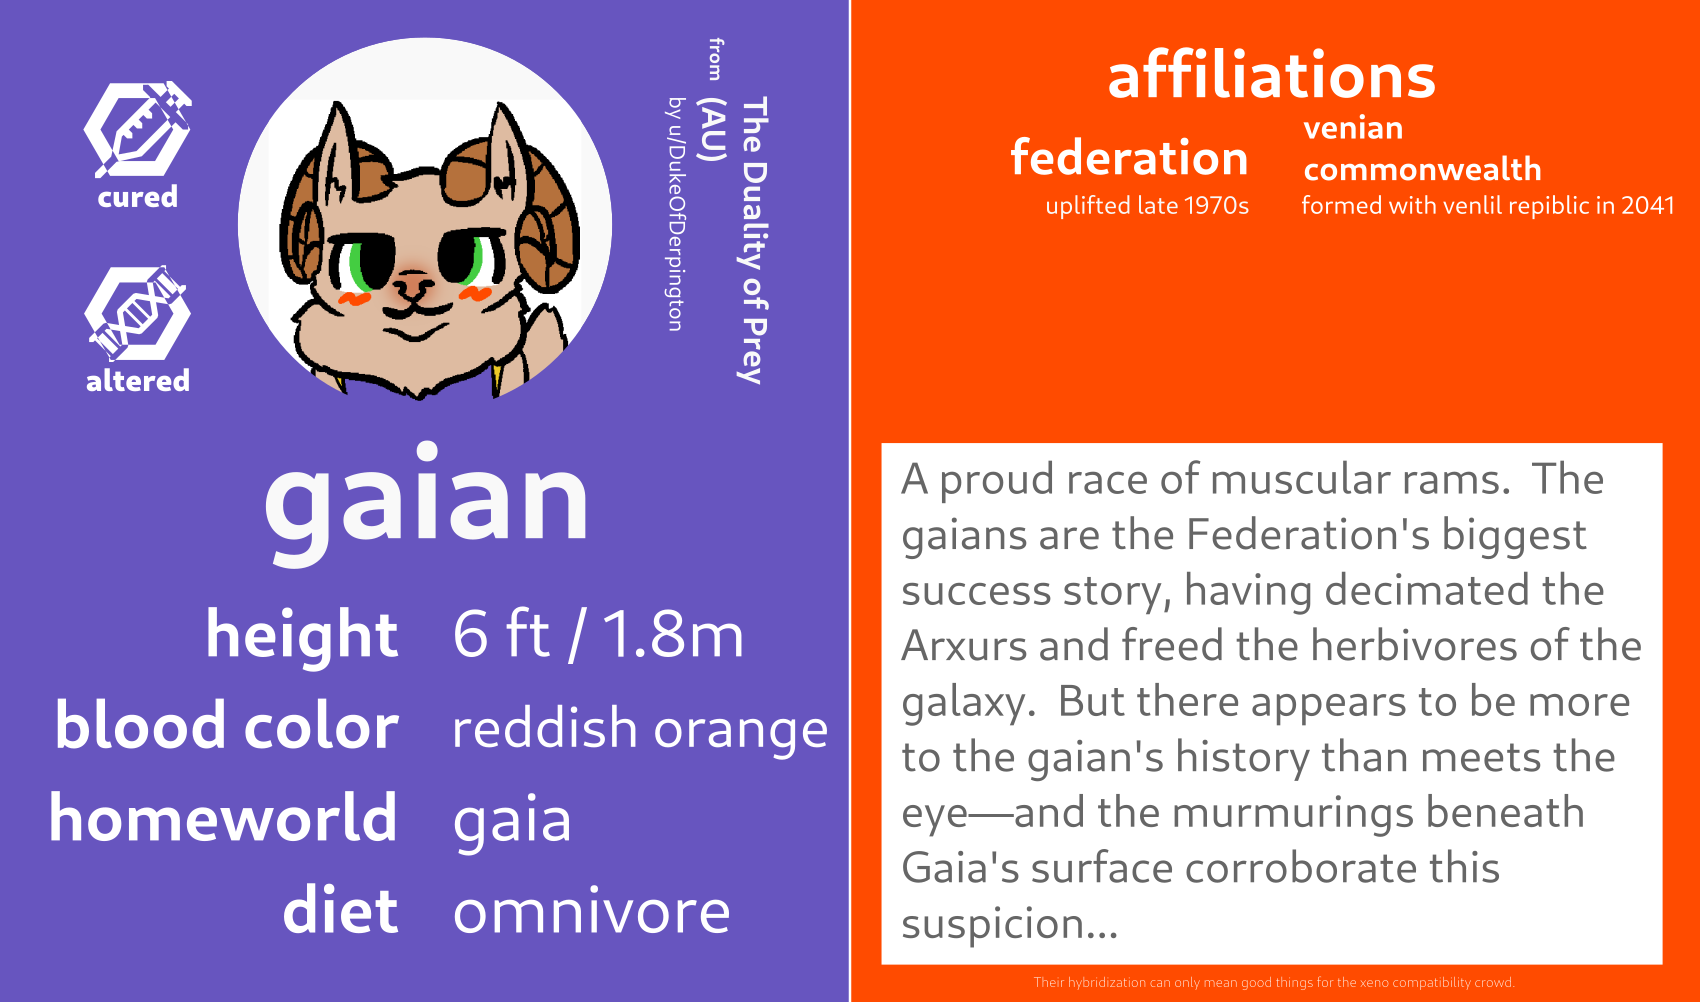 cured
altered
from
The Duality of Prey
(AU)
by u/DukeOfDerpington
gaian
height 6 ft / 1.8m
blood color reddish orange
homeworld gaia
diet omnivore
affiliations
federation
uplifted late 1970s
venian
commonwealth
formed with venlil repiblic in 2041
A proud race of muscular rams.  The
gaians are the Federation's biggest
success story, having decimated the
Arxurs and freed the herbivores of the
galaxy.  But there appears to be more
to the gaian's history than meets the
eye—and the murmurings beneath
Gaia's surface corroborate this
suspicion...
Their hybridization can only mean good things for the xeno compatibility crowd.